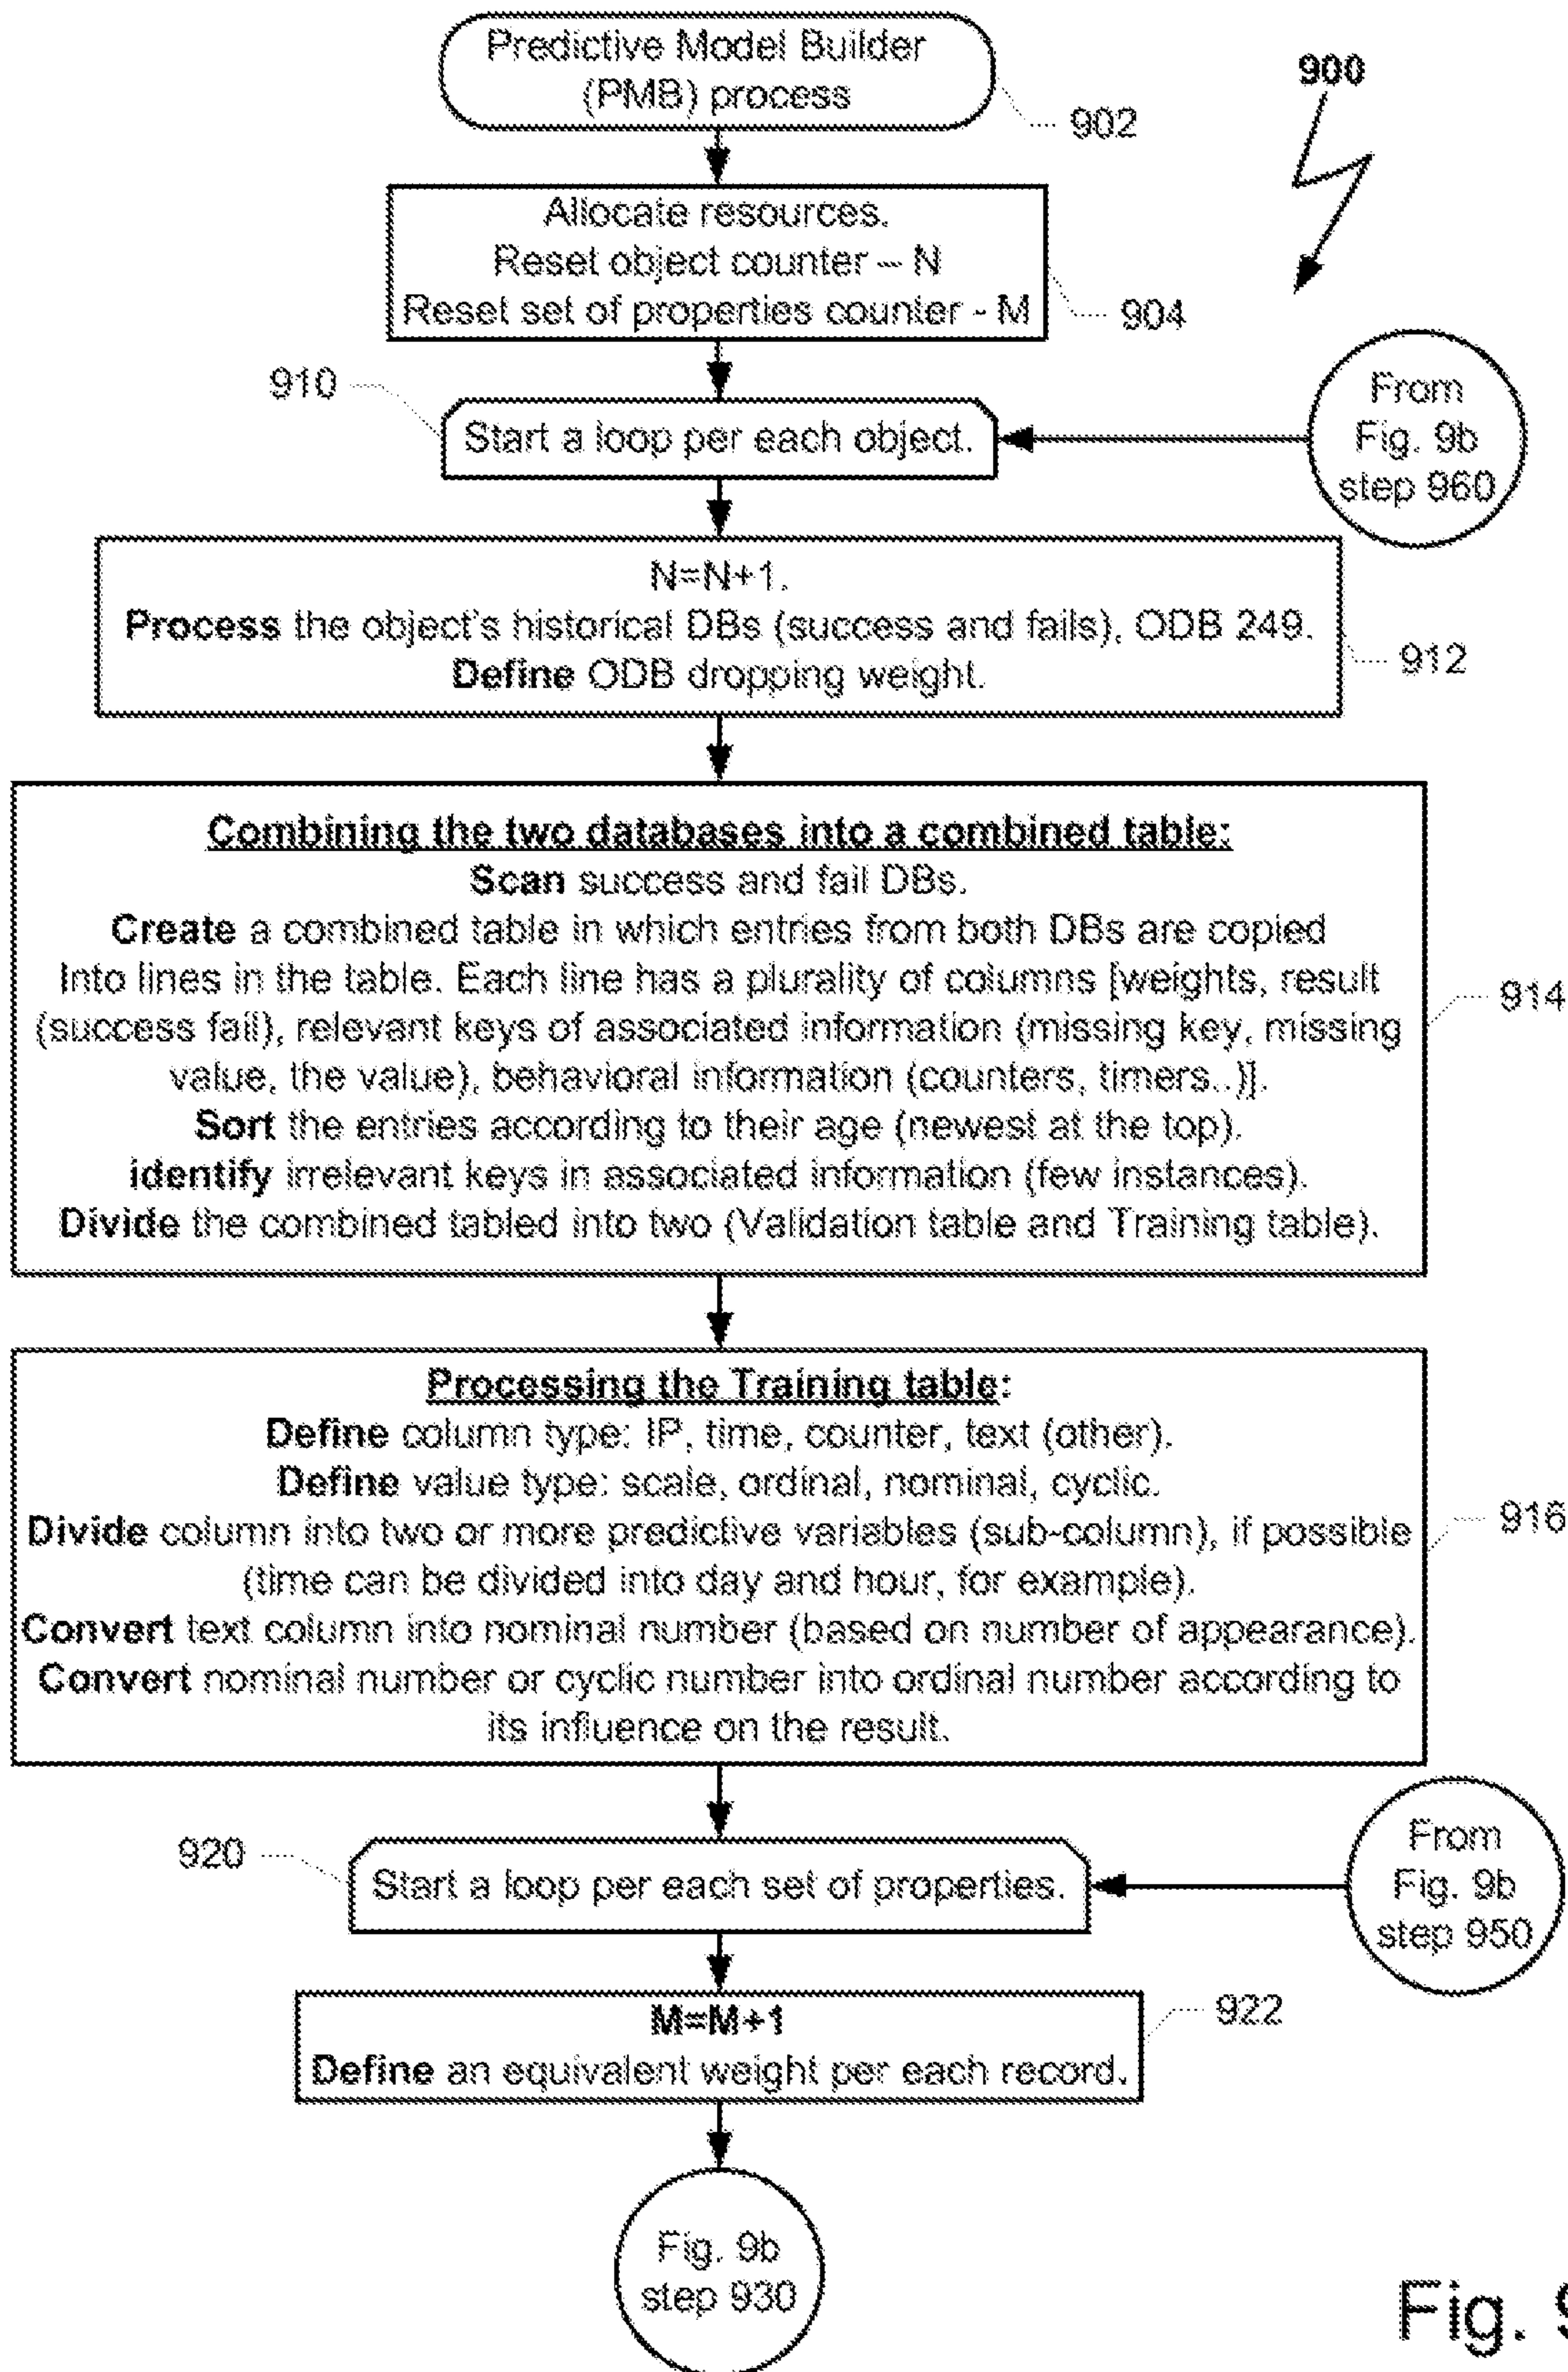 Predictive Model Builder
(PMB) process
902
900
Allocate resources.
Reset object counter – N
Reset set of properties counter - M
904
910
Start a loop per each object.
From
Fig. 9b
step 960
N=N+1.
Process the object's historical DBs (success and fails), ODB 249.
Define ODB dropping weight.
912
Combining the two databases into a combined table:
Scan success and fail DBs.
Create a combined table in which entries from both DBs are copied
Into lines in the table. Each line has a plurality of columns [weights, result
(success fail), relevant keys of associated information (missing key, missing
value, the value), behavioral information (counters, timers..)].
Sort the entries according to their age (newest at the top).
identify irrelevant keys in associated information (few instances).
Divide the combined tabled into two (Validation table and Training table).
914
Processing the Training table:
Define column type: IP, time, counter, text (other).
Define value type: scale, ordinal, nominal, cyclic.
Divide column into two or more predictive variables (sub-column), if possible
(time can be divided into day and hour, for example).
Convert text column into nominal number (based on number of appearance).
Convert nominal number or cyclic number into ordinal number according to
its influence on the result.
916
920
Start a loop per each set of properties.
From
Fig. 9b
step 950
M=M+1
Define an equivalent weight per each record.
922
Fig. 9b
step 930
Fig. 9